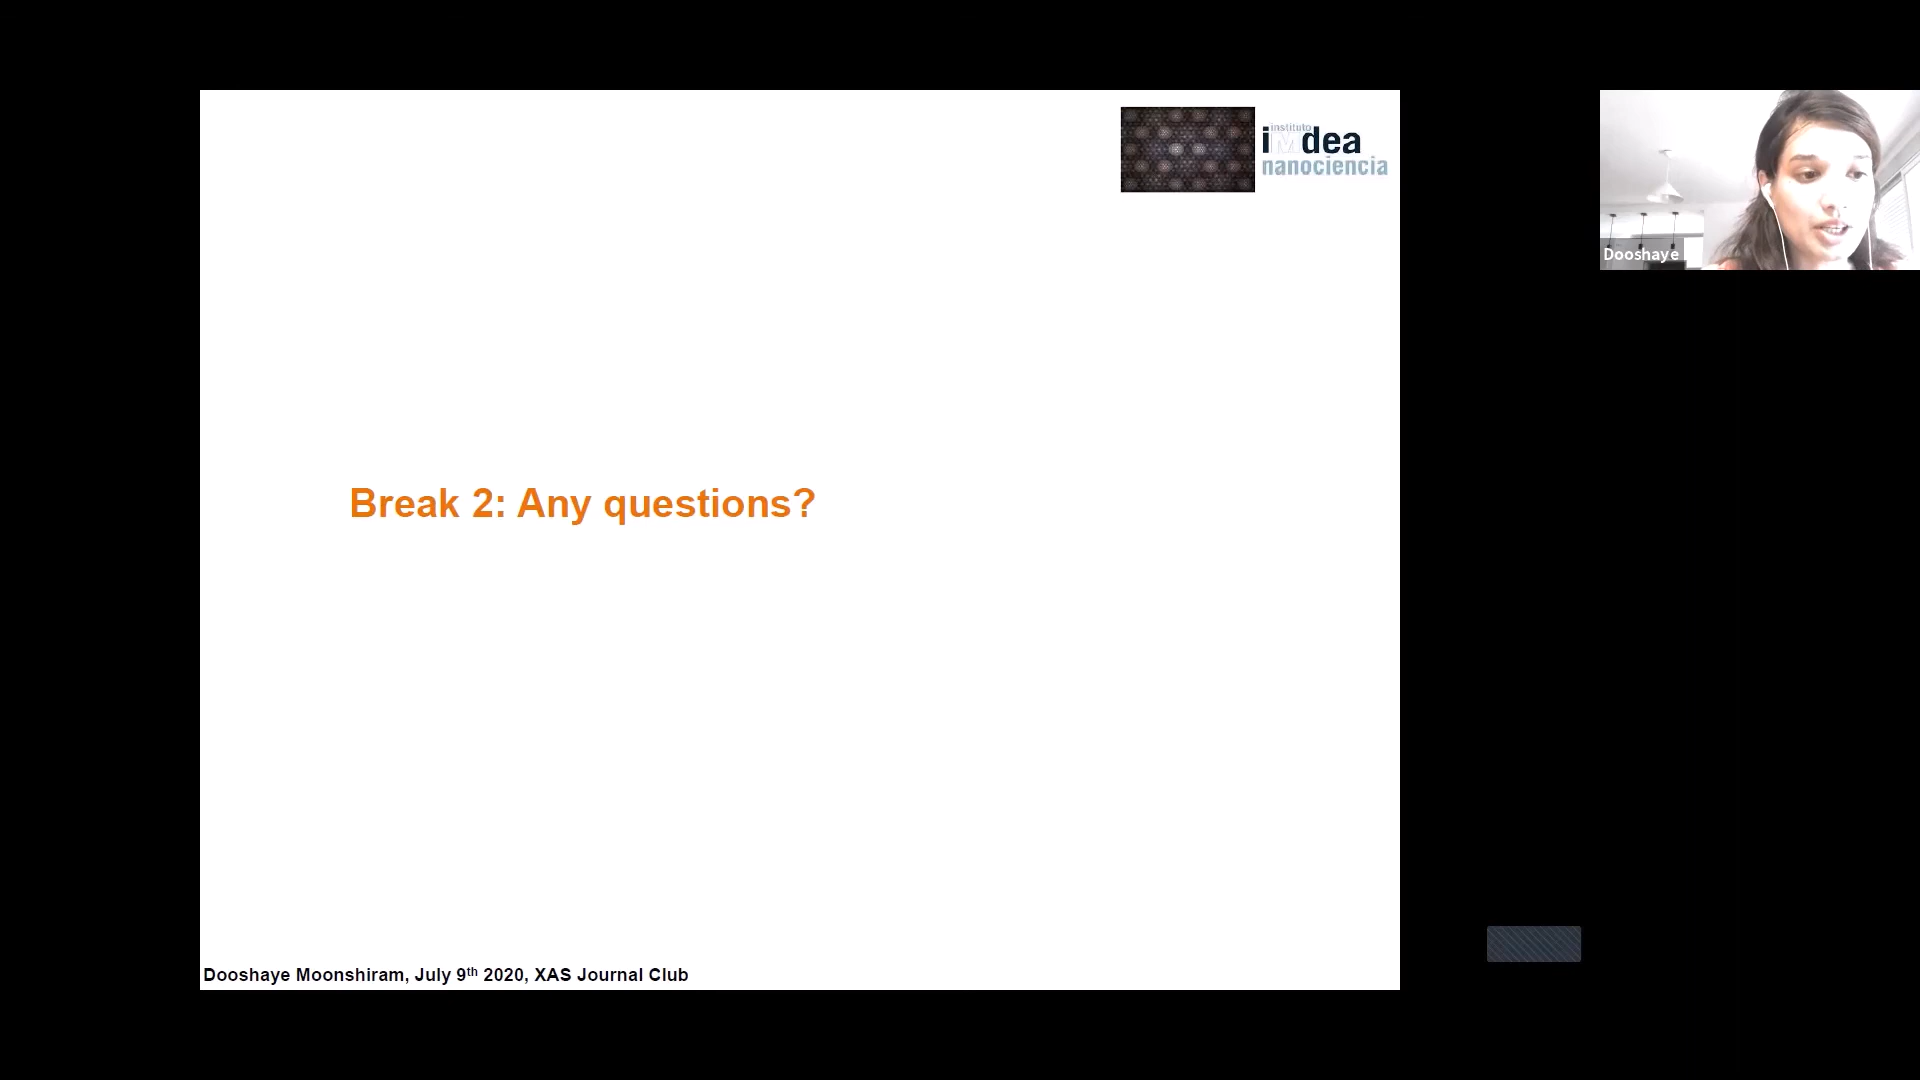 instituto
iMdea
nanociencia
Dooshaye
Break 2: Any questions?
Dooshaye Moonshiram, July 9th 2020, XAS Journal Club